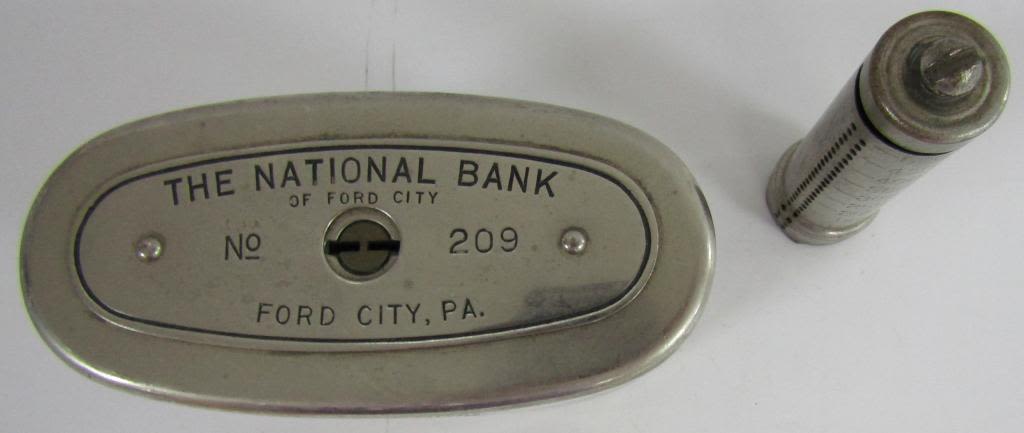 THE NATIONAL BANK
OF FORD CITY
No 209
FORD CITY, PA.